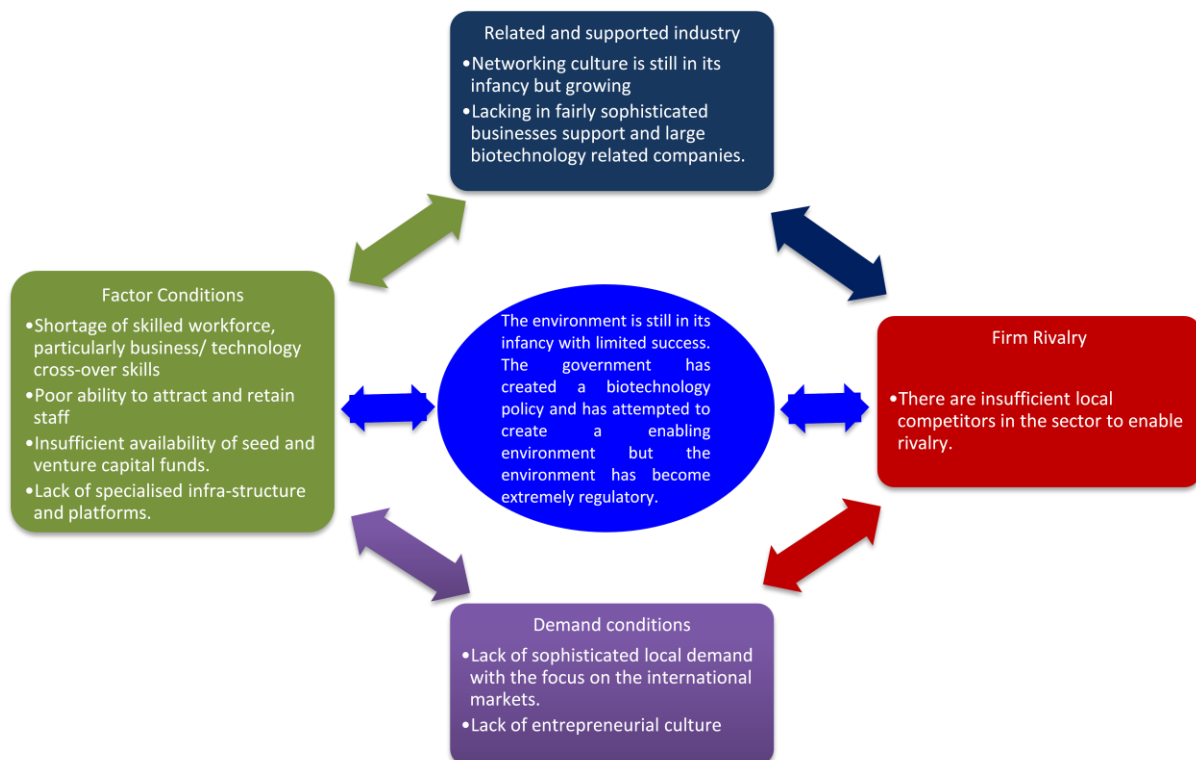 Related and supported industry
•Networking culture is still in its
infancy but growing
•Lacking in fairly sophisticated
businesses support and large
biotechnology related companies.
Factor Conditions
•Shortage of skilled workforce,
particularly business/ technology
cross-over skills
•Poor ability to attract and retain
staff
•Insufficient availability of seed and
venture capital funds.
•Lack of specialised infra-structure
and platforms.
The environment is still in its
infancy with limited success.
The government has
created a biotechnology
policy and has attempted to
create a enabling
environment but the
environment has become
extremely regulatory.
Firm Rivalry
•There are insufficient local
competitors in the sector to enable
rivalry.
Demand conditions
•Lack of sophisticated local demand
with the focus on the international
markets.
•Lack of entrepreneurial culture